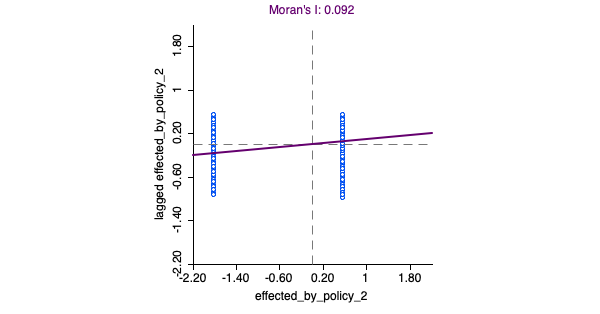 Moran's I: 0.092
lagged effected_by_policy_2
1.80
1
0.20
-0.60
-1.40
-2.20
-2.20 -1.40 -0.60 0.20 1 1.80
effected_by_policy_2